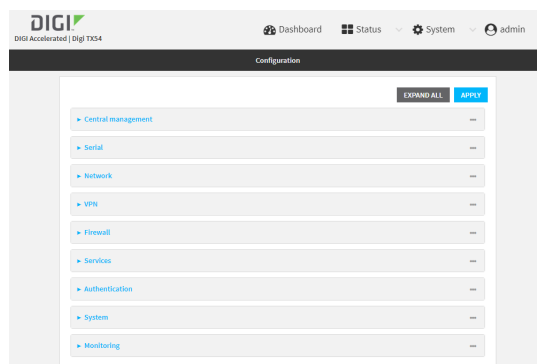 DIGI
DIGI Accelerated | Digi TX54
Dashboard Status System admin
Configuration
EXPAND ALL APPLY
Central management
Serial
Network
VPN
Firewall
Services
Authentication
System
Monitoring